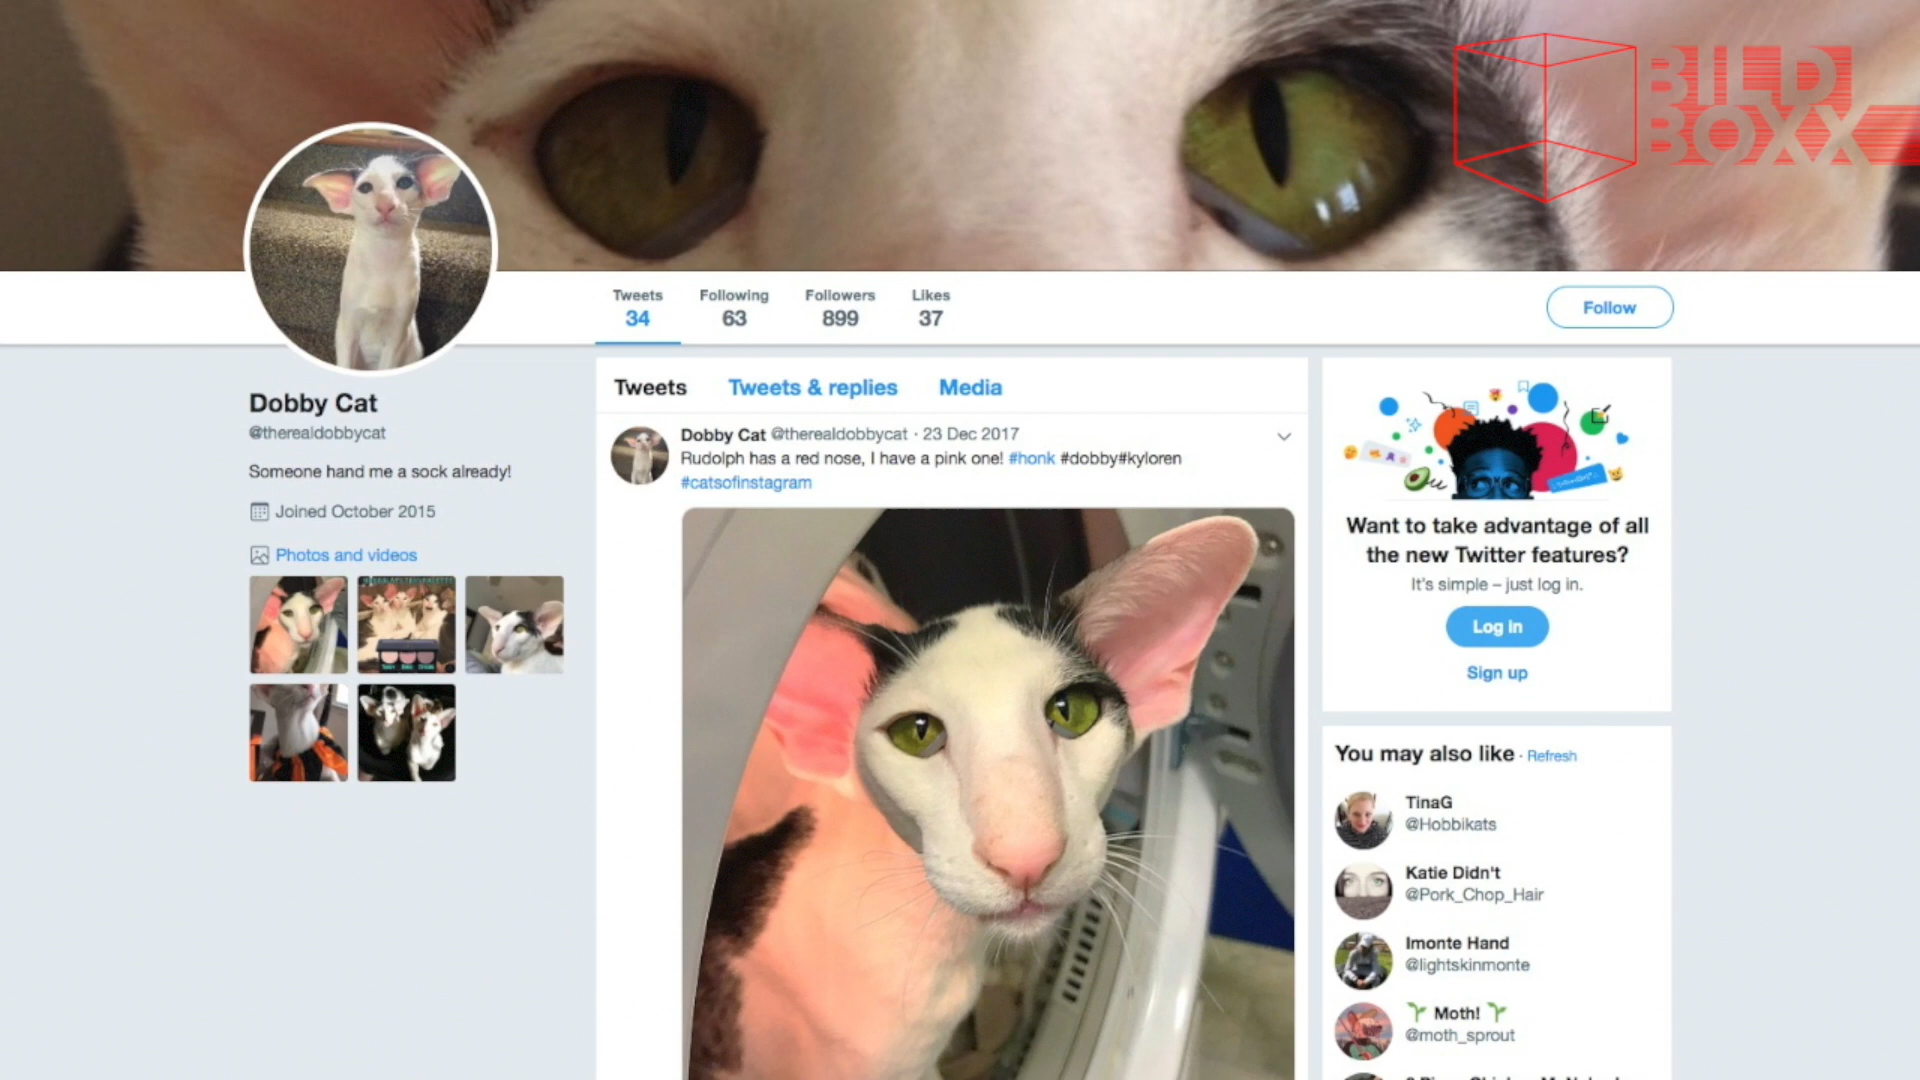 BILD
BOXX
Tweets
34
Following
63
Followers
899
Likes
37
Follow
Dobby Cat
@therealdobbycat
Someone hand me a sock already!
Joined October 2015
Photos and videos
Tweets
Tweets & replies
Media
Dobby Cat @therealdobbycat · 23 Dec 2017
Rudolph has a red nose, I have a pink one! #honk #dobby#kyloren
#catsofinstagram
Want to take advantage of all
the new Twitter features?
It's simple – just log in.
Log in
Sign up
You may also like · Refresh
TinaG
@Hobbikats
Katie Didn't
@Pork_Chop_Hair
Imonte Hand
@lightskinmonte
Moth!
@moth_sprout